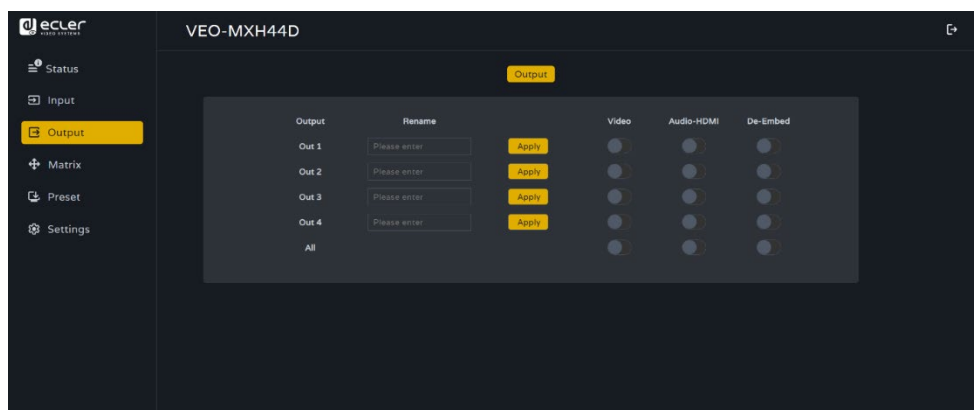 ecler
VIDEO SYSTEMS
VEO-MXH44D
Status
Input
Output
Matrix
Preset
Settings
Output
Output Rename Video Audio-HDMI De-Embed
Out 1 Please enter Apply
Out 2 Please enter Apply
Out 3 Please enter Apply
Out 4 Please enter Apply
All